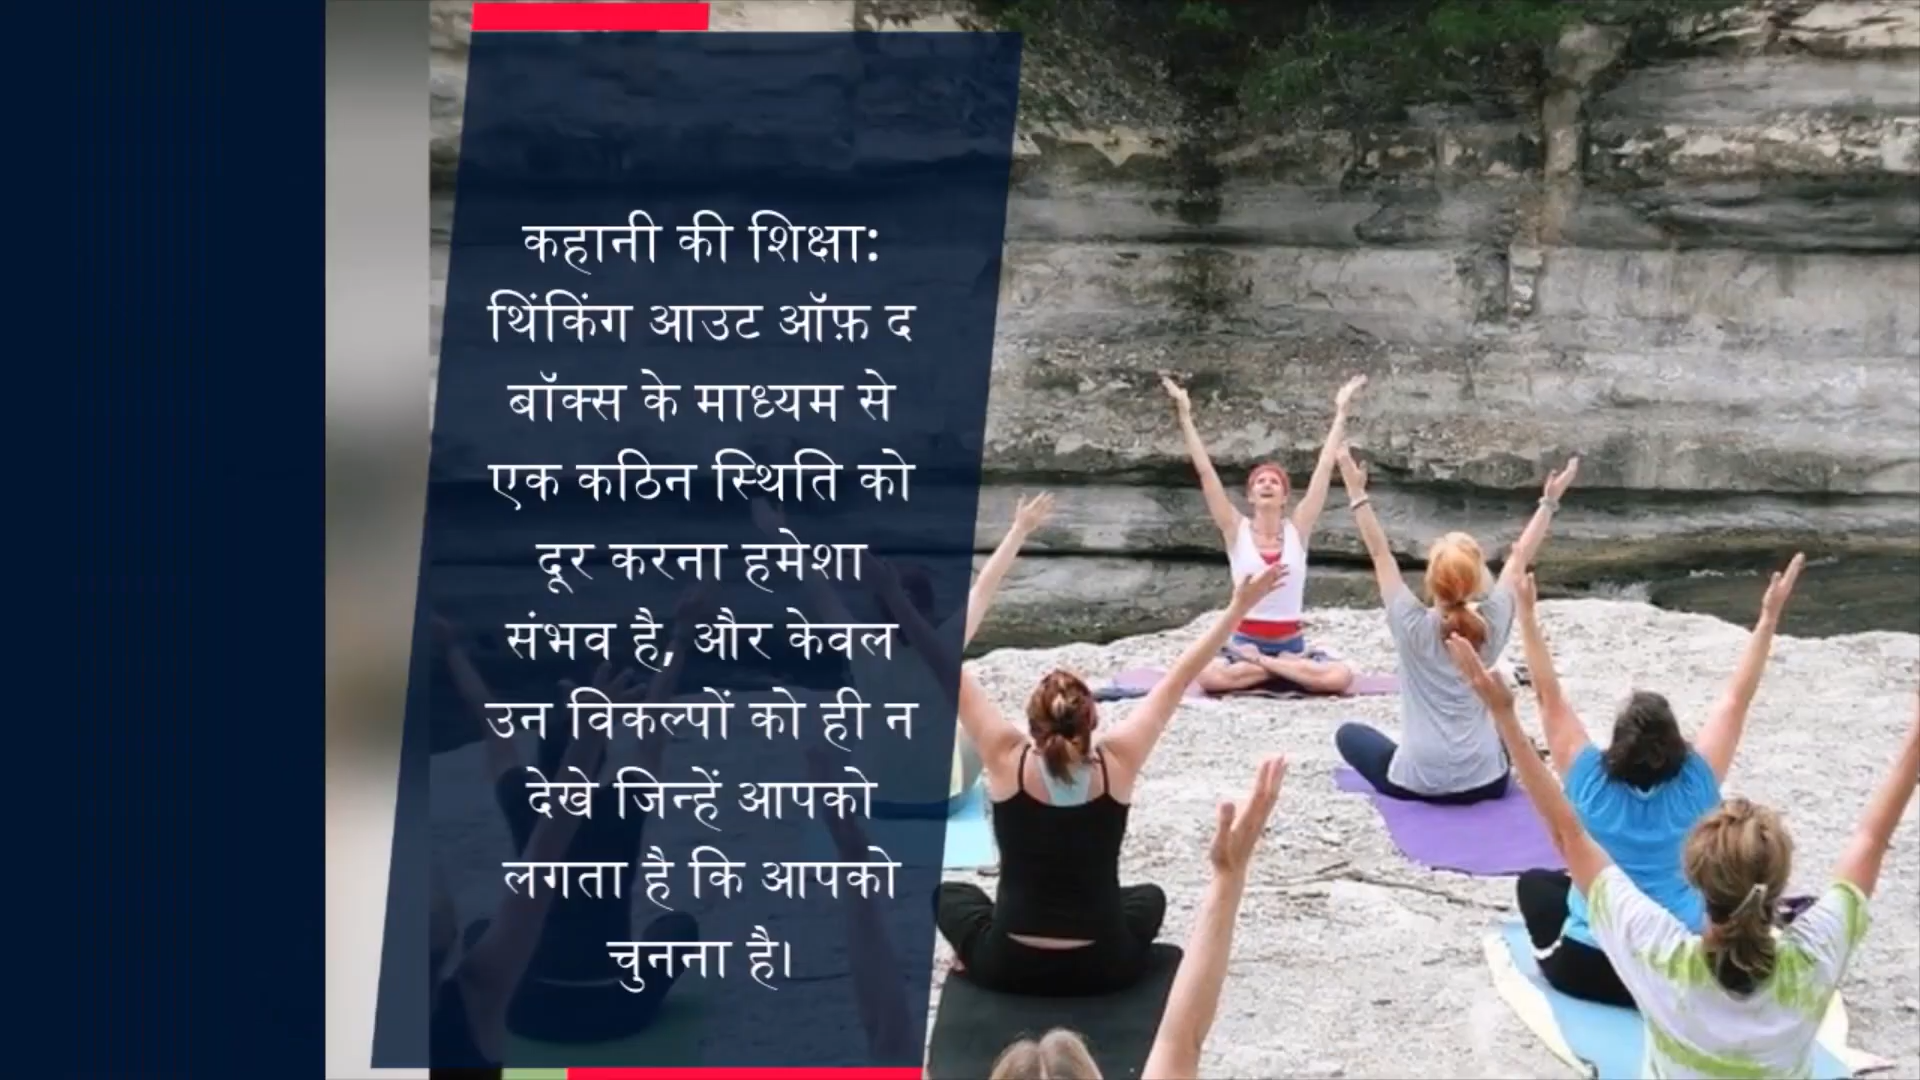 कहानी की शिक्षा:
थिंकिंग आउट ऑफ़ द
बॉक्स के माध्यम से
एक कठिन स्थिति को
दूर करना हमेशा
संभव है, और केवल
उन विकल्पों को ही न
देखे जिन्हें आपको
लगता है कि आपको
चुनना है।